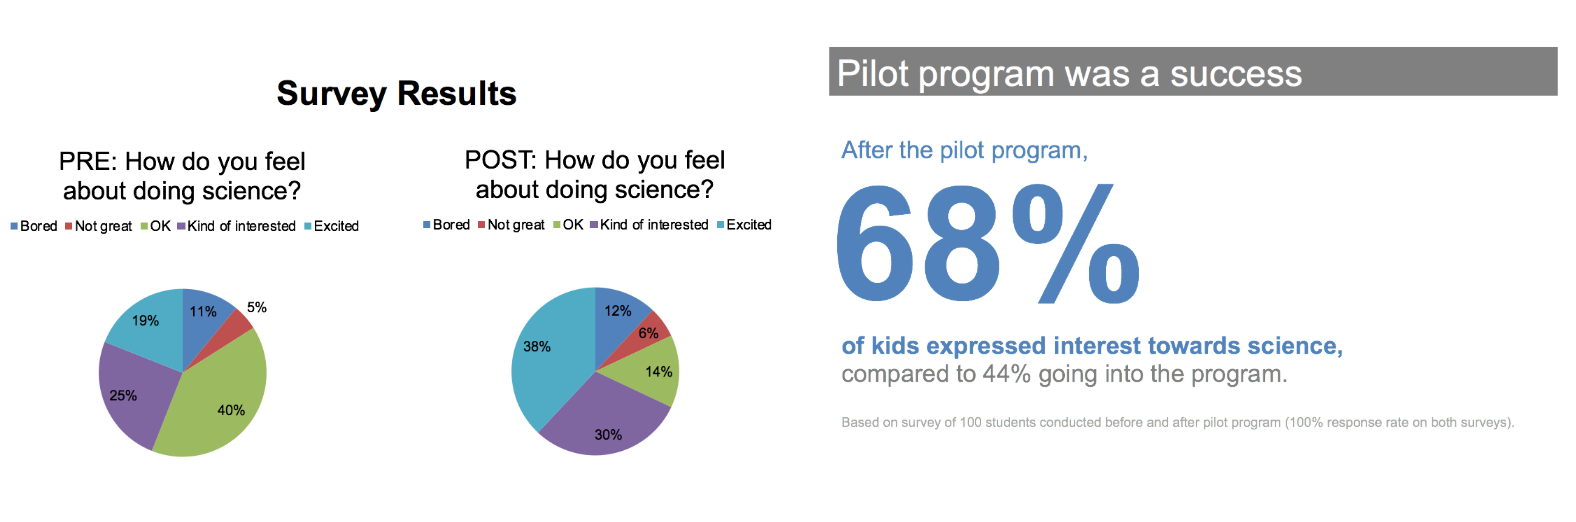 Survey Results
PRE: How do you feel
about doing science?
Bored Not great OK Kind of interested Excited
11%
5%
40%
25%
19%
POST: How do you feel
about doing science?
Bored Not great OK Kind of interested Excited
12%
6%
14%
30%
38%
Pilot program was a success
After the pilot program,
68%
of kids expressed interest towards science,
compared to 44% going into the program.
Based on survey of 100 students conducted before and after pilot program (100% response rate on both surveys).